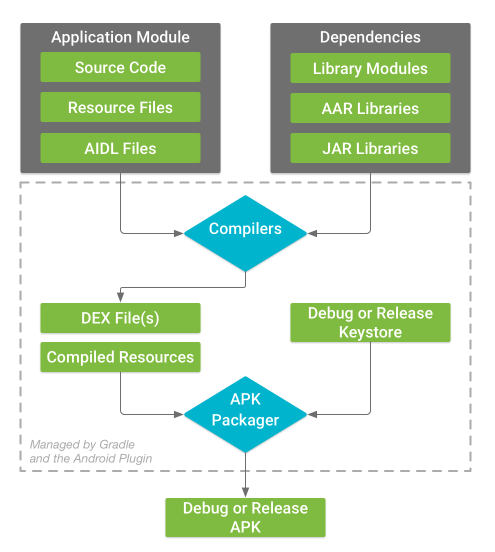 Application Module
Source Code
Resource Files
AIDL Files
Dependencies
Library Modules
AAR Libraries
JAR Libraries
Compilers
DEX File(s)
Compiled Resources
Debug or Release
Keystore
APK
Packager
Managed by Gradle
and the Android Plugin
Debug or Release
APK